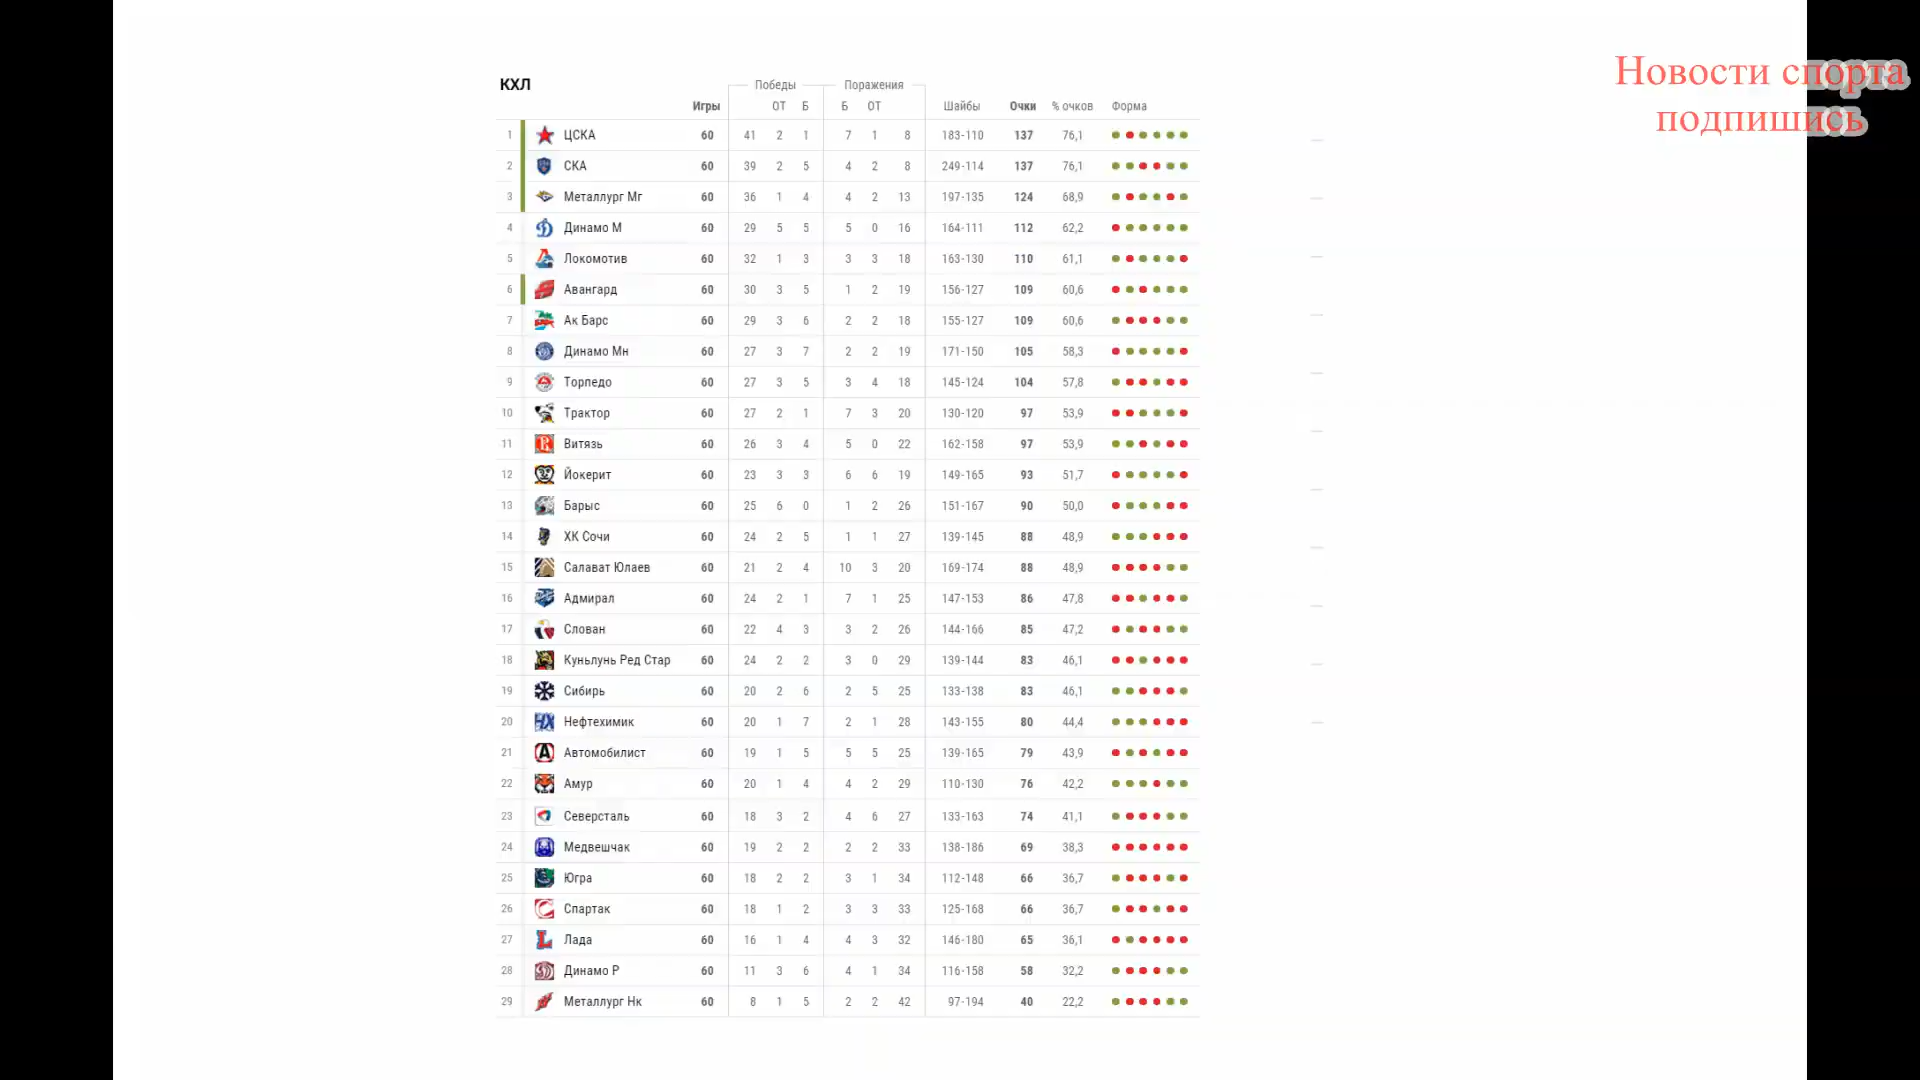 Новости спорта
подпишись
КХЛ
Победы Поражения
Игры ОТ Б Б ОТ Шайбы Очки % очков Форма
1 ЦСКА 60 41 2 1 7 1 8 183-110 137 76,1
2 СКА 60 39 2 5 4 2 8 249-114 137 76,1
3 Металлург Мг 60 36 1 4 4 2 13 197-135 124 68,9
4 Динамо М 60 29 5 5 5 0 16 164-111 112 62,2
5 Локомотив 60 32 1 3 3 3 18 163-130 110 61,1
6 Авангард 60 30 3 5 1 2 19 156-127 109 60,6
7 Ак Барс 60 29 3 6 2 2 18 155-127 109 60,6
8 Динамо Мн 60 27 3 7 2 2 19 171-150 105 58,3
9 Торпедо 60 27 3 5 3 4 18 145-124 104 57,8
10 Трактор 60 27 2 1 7 3 20 130-120 97 53,9
11 Витязь 60 26 3 4 5 0 22 162-158 97 53,9
12 Йокерит 60 23 3 3 6 6 19 149-165 93 51,7
13 Барыс 60 25 6 0 1 2 26 151-167 90 50,0
14 ХК Сочи 60 24 2 5 1 1 27 139-145 88 48,9
15 Салават Юлаев 60 21 2 4 10 3 20 169-174 88 48,9
16 Адмирал 60 24 2 1 7 1 25 147-153 86 47,8
17 Слован 60 22 4 3 3 2 26 144-166 85 47,2
18 Куньлунь Ред Стар 60 24 2 2 3 0 29 139-144 83 46,1
19 Сибирь 60 20 2 6 2 5 25 133-138 83 46,1
20 Нефтехимик 60 20 1 7 2 1 28 143-155 80 44,4
21 Автомобилист 60 19 1 5 5 5 25 139-165 79 43,9
22 Амур 60 20 1 4 4 2 29 110-130 76 42,2
23 Северсталь 60 18 3 2 4 6 27 133-163 74 41,1
24 Медвешчак 60 19 2 2 2 2 33 138-186 69 38,3
25 Югра 60 18 2 2 3 1 34 112-148 66 36,7
26 Спартак 60 18 1 2 3 3 33 125-168 66 36,7
27 Лада 60 16 1 4 4 3 32 146-180 65 36,1
28 Динамо Р 60 11 3 6 4 1 34 116-158 58 32,2
29 Металлург Нк 60 8 1 5 2 2 42 97-194 40 22,2